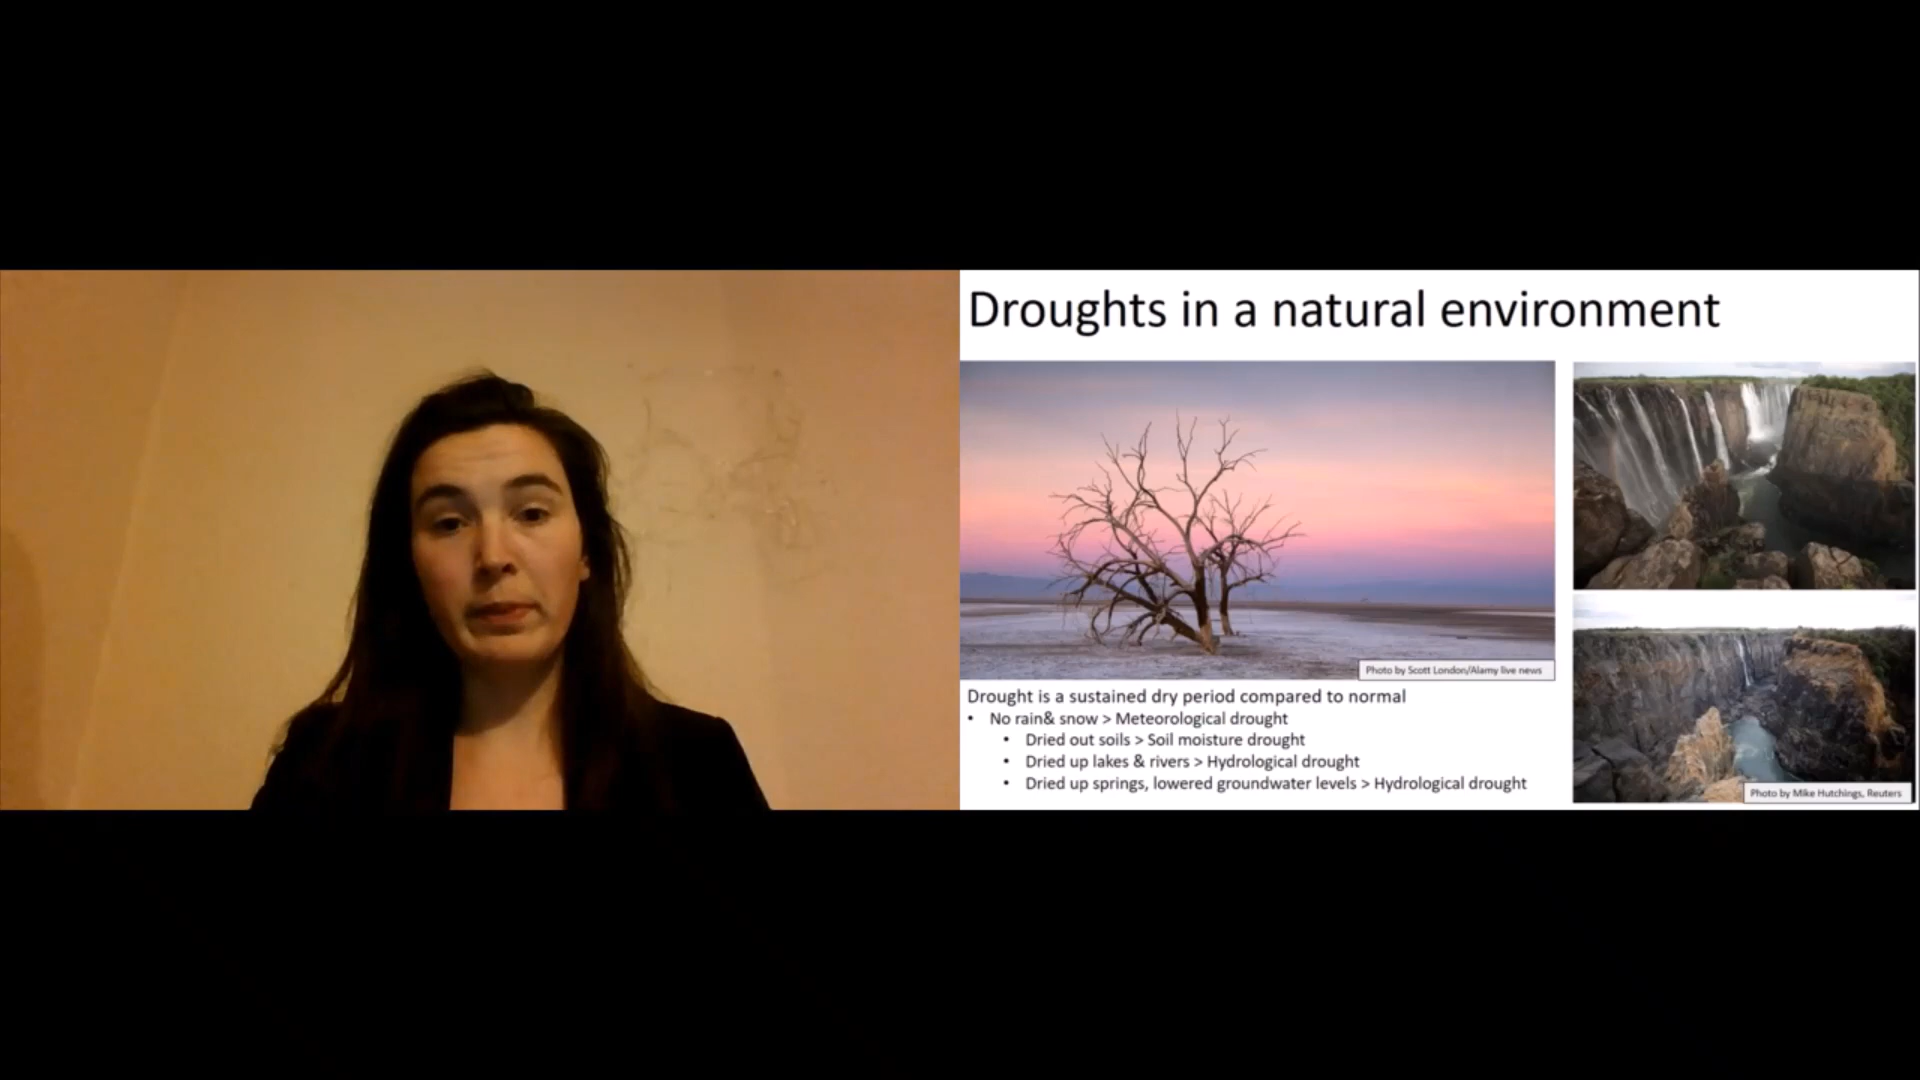 Droughts in a natural environment
Photo by Scott London/Alamy live news
Drought is a sustained dry period compared to normal
• No rain& snow > Meteorological drought
• Dried out soils > Soil moisture drought
• Dried up lakes & rivers > Hydrological drought
• Dried up springs, lowered groundwater levels > Hydrological drought
Photo by Mike Hutchings, Reuters